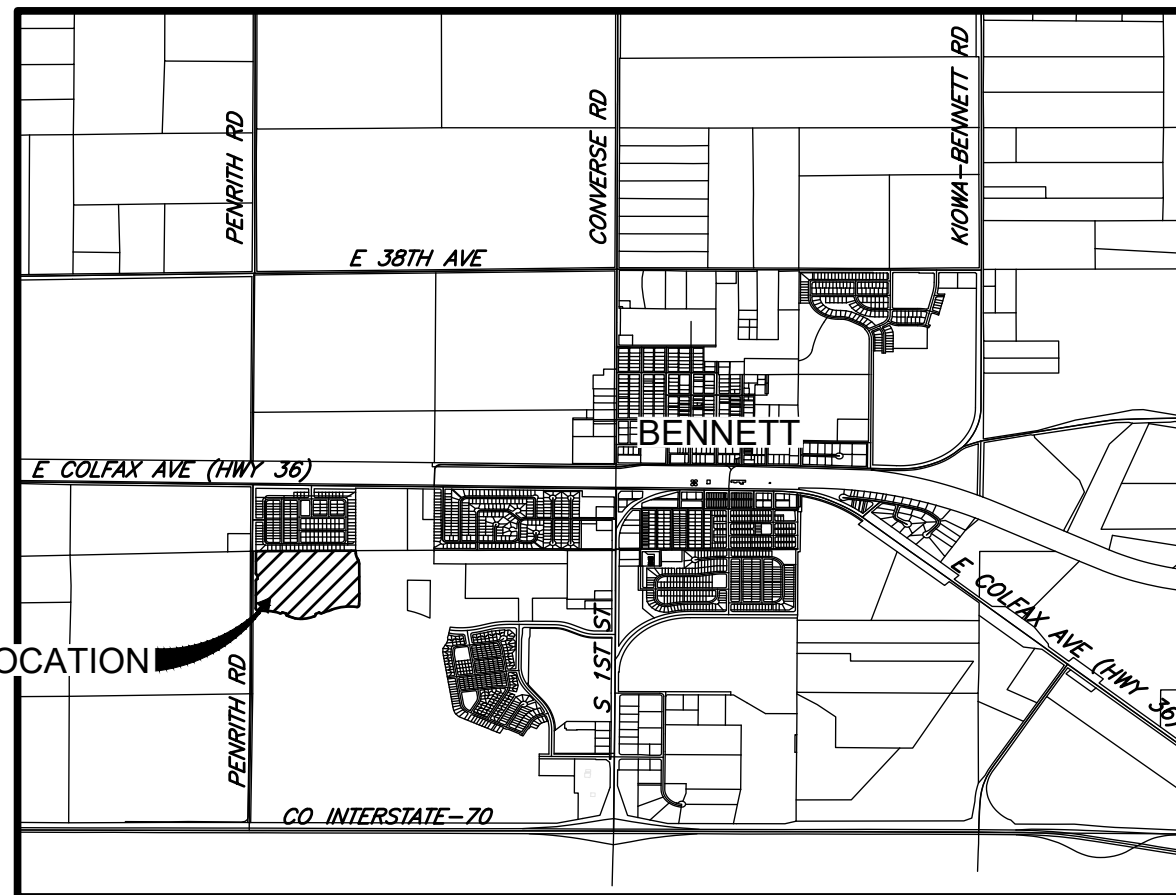 PENRITH RD
CONVERSE RD
KIOWA-BENNETT RD
E 38TH AVE
BENNETT
E COLFAX AVE (HWY 36)
E COLFAX AVE (HWY 36)
OCATION
S 1ST ST
PENRITH RD
CO INTERSTATE-70